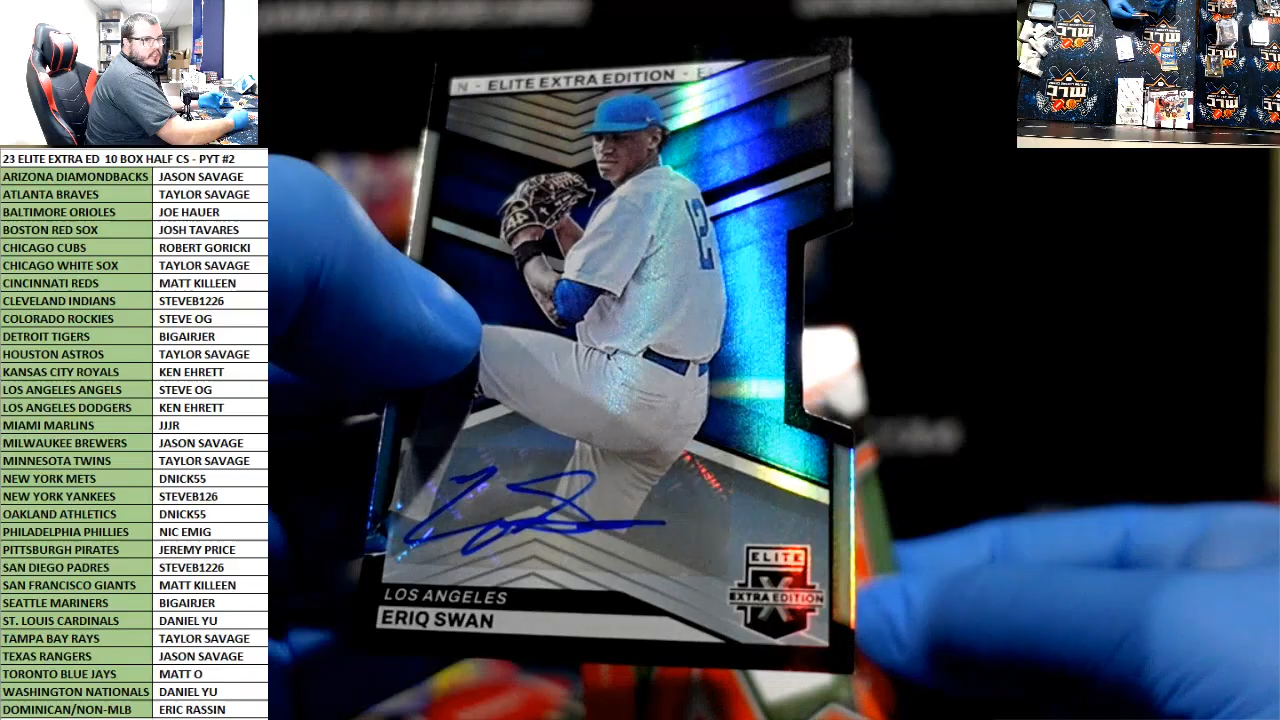 23 ELITE EXTRA ED 10 BOX HALF CS - PYT #2
ARIZONA DIAMONDBACKS JASON SAVAGE
ATLANTA BRAVES TAYLOR SAVAGE
BALTIMORE ORIOLES JOE HAUER
BOSTON RED SOX JOSH TAVARES
CHICAGO CUBS ROBERT GORICKI
CHICAGO WHITE SOX TAYLOR SAVAGE
CINCINNATI REDS MATT KILLEEN
CLEVELAND INDIANS STEVEB1226
COLORADO ROCKIES STEVE OG
DETROIT TIGERS BIGAIRJER
HOUSTON ASTROS TAYLOR SAVAGE
KANSAS CITY ROYALS KEN EHRETT
LOS ANGELES ANGELS STEVE OG
LOS ANGELES DODGERS KEN EHRETT
MIAMI MARLINS JJJR
MILWAUKEE BREWERS JASON SAVAGE
MINNESOTA TWINS TAYLOR SAVAGE
NEW YORK METS DNICK55
NEW YORK YANKEES STEVEB126
OAKLAND ATHLETICS DNICK55
PHILADELPHIA PHILLIES NIC EMIG
PITTSBURGH PIRATES JEREMY PRICE
SAN DIEGO PADRES STEVEB1226
SAN FRANCISCO GIANTS MATT KILLEEN
SEATTLE MARINERS BIGAIRJER
ST. LOUIS CARDINALS DANIEL YU
TAMPA BAY RAYS TAYLOR SAVAGE
TEXAS RANGERS JASON SAVAGE
TORONTO BLUE JAYS MATT O
WASHINGTON NATIONALS DANIEL YU
DOMINICAN/NON-MLB ERIC RASSIN
N - ELITE EXTRA EDITION - E
12
ELITE
X
EXTRA EDITION
LOS ANGELES
ERIQ SWAN